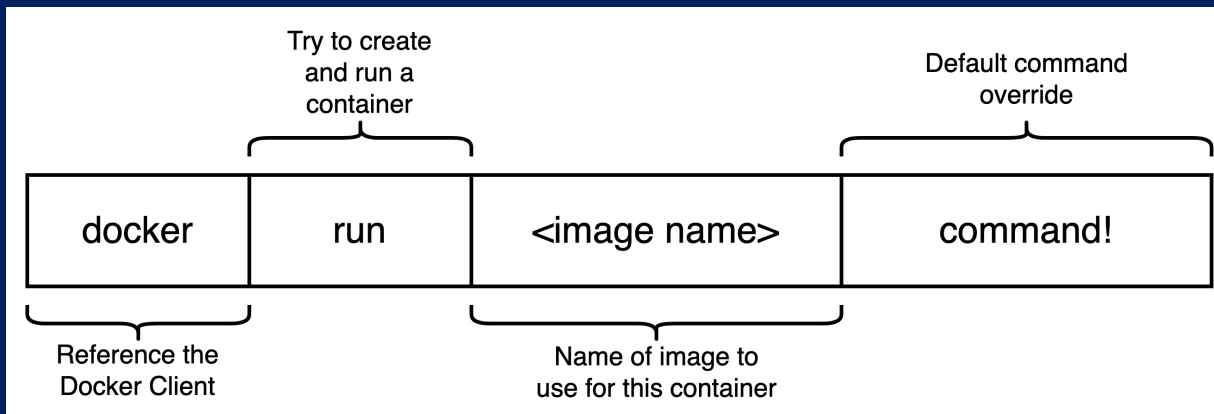 Try to create
and run a
container
Default command
override
docker
run
<image name>
command!
Reference the
Docker Client
Name of image to
use for this container